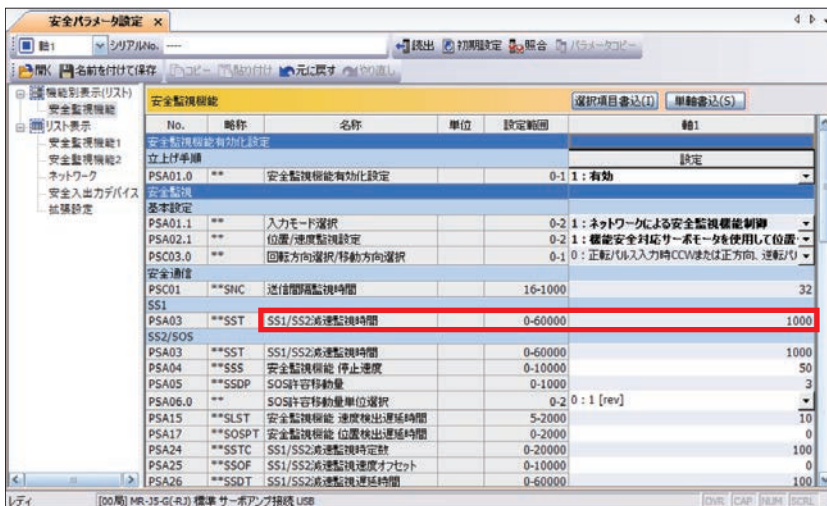 安全パラメータ設定 ×
軸1 シリアルNo. ---- 読出 初期設定 照合 パラメータコピー
開く 名前を付けて保存 コピー 貼り付け 元に戻す やり直し
機能別表示(リスト)
安全監視機能
リスト表示
安全監視機能1
安全監視機能2
ネットワーク
安全入出力デバイス
拡張設定
安全監視機能 選択項目書込(I) 単軸書込(S)
No. 略称 名称 単位 設定範囲 軸1
安全監視機能有効化設定
立上げ手順 設定
PSA01.0 ** 安全監視機能有効化設定 0-1 1 : 有効
安全監視
基本設定
PSA01.1 ** 入力モード選択 0-2 1 : ネットワークによる安全監視機能制御
PSA02.1 ** 位置/速度監視設定 0-2 1 : 機能安全対応サーボモータを使用して位置
PSC03.0 ** 回転方向選択/移動方向選択 0-1 0 : 正転パルス入力時CCWまたは正方向、逆転パル
安全通信
PSC01 **SNC 送信間隔監視時間 16-1000 32
SS1
PSA03 **SST SS1/SS2減速監視時間 0-60000 1000
SS2/SOS
PSA03 **SST SS1/SS2減速監視時間 0-60000 1000
PSA04 **SSS 安全監視機能 停止速度 0-10000 50
PSA05 **SSDP SOS許容移動量 0-1000 3
PSA06.0 ** SOS許容移動量単位選択 0-2 0 : 1 [rev]
PSA15 **SLST 安全監視機能 速度検出遅延時間 5-2000 10
PSA17 **SOSPT 安全監視機能 位置検出遅延時間 0-2000 0
PSA24 **SSTC SS1/SS2減速監視時定数 0-20000 100
PSA25 **SSOF SS1/SS2減速監視速度オフセット 0-10000 0
PSA26 **SSDT SS1/SS2減速監視遅延時間 0-60000 100
レディ [00局] MR-J5-G(-RJ) 標準 サーボアンプ接続 USB OVR CAP NUM SCRL